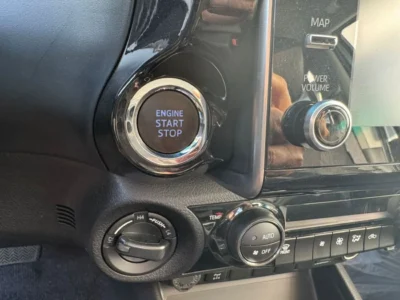 MAP
POWER
VOLUME
ENGINE
START
STOP
TEMP
AUTO
OFF